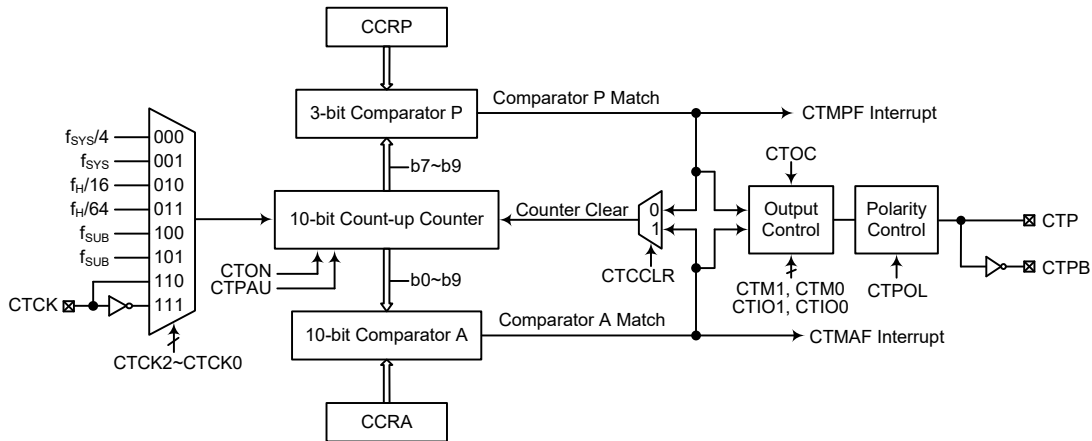 CCRP
3-bit Comparator P
Comparator P Match
CTMPF Interrupt
b7~b9
fSYS/4
000
fSYS
001
fH/16
010
fH/64
011
fSUB
100
fSUB
101
110
CTCK
111
CTCK2~CTCK0
10-bit Count-up Counter
Counter Clear
0
1
CTCCLR
CTON
CTPAU
b0~b9
CTOC
Output
Control
CTM1, CTM0
CTIO1, CTIO0
Polarity
Control
CTPOL
CTP
CTPB
10-bit Comparator A
Comparator A Match
CTMAF Interrupt
CCRA